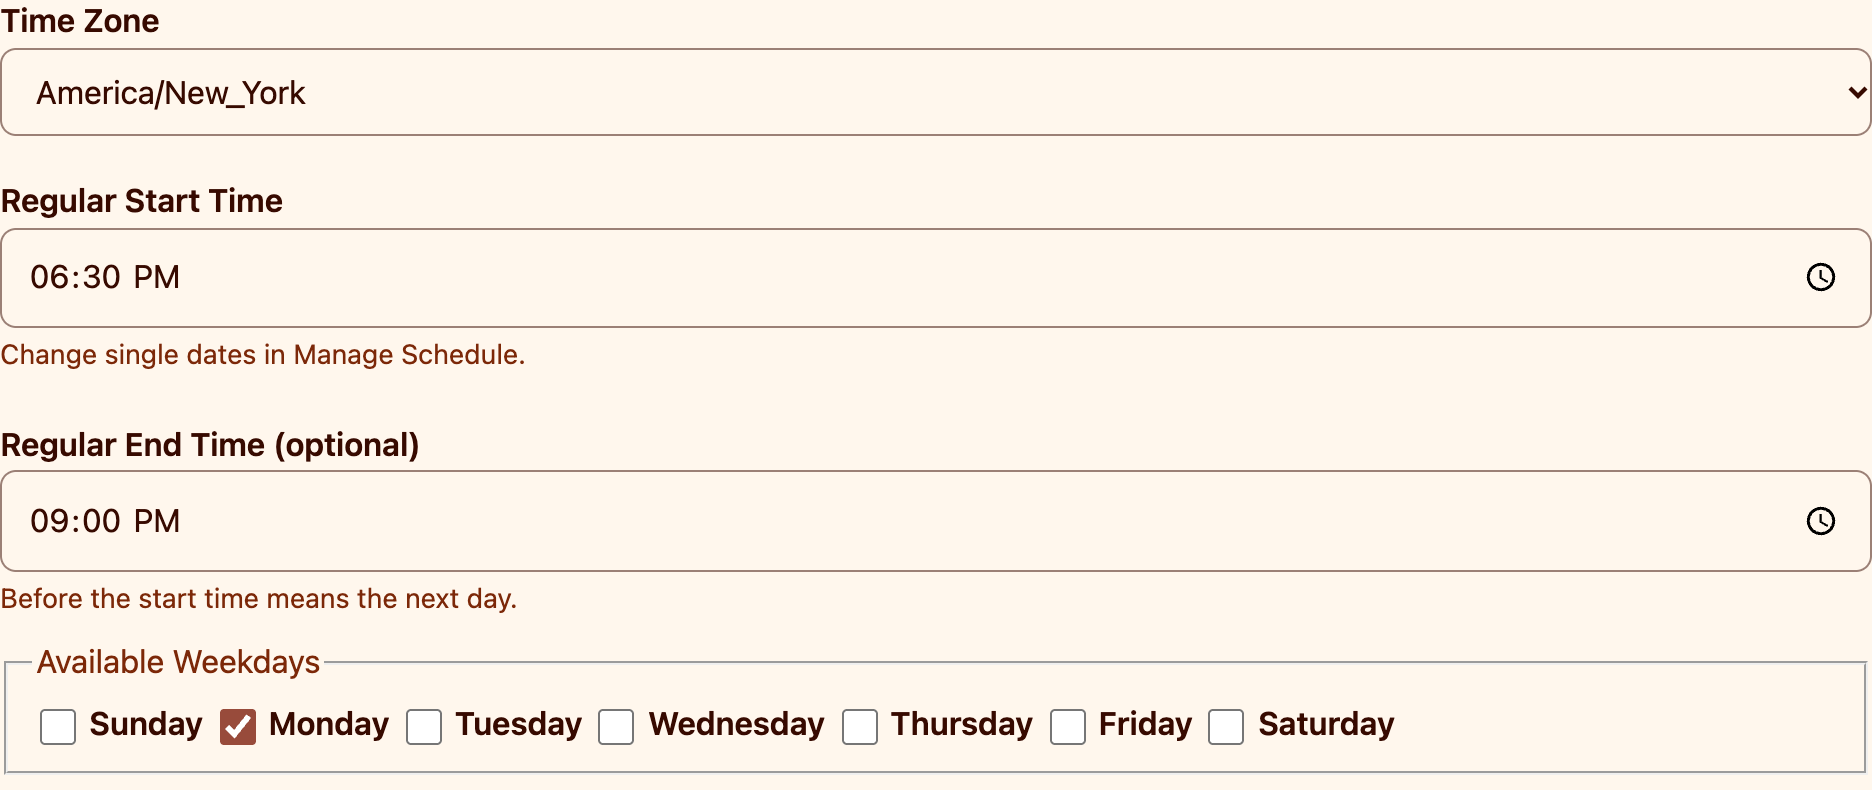 Time Zone
America/New_York
Regular Start Time
06:30 PM
Change single dates in Manage Schedule.
Regular End Time (optional)
09:00 PM
Before the start time means the next day.
Available Weekdays
Sunday Monday Tuesday Wednesday Thursday Friday Saturday